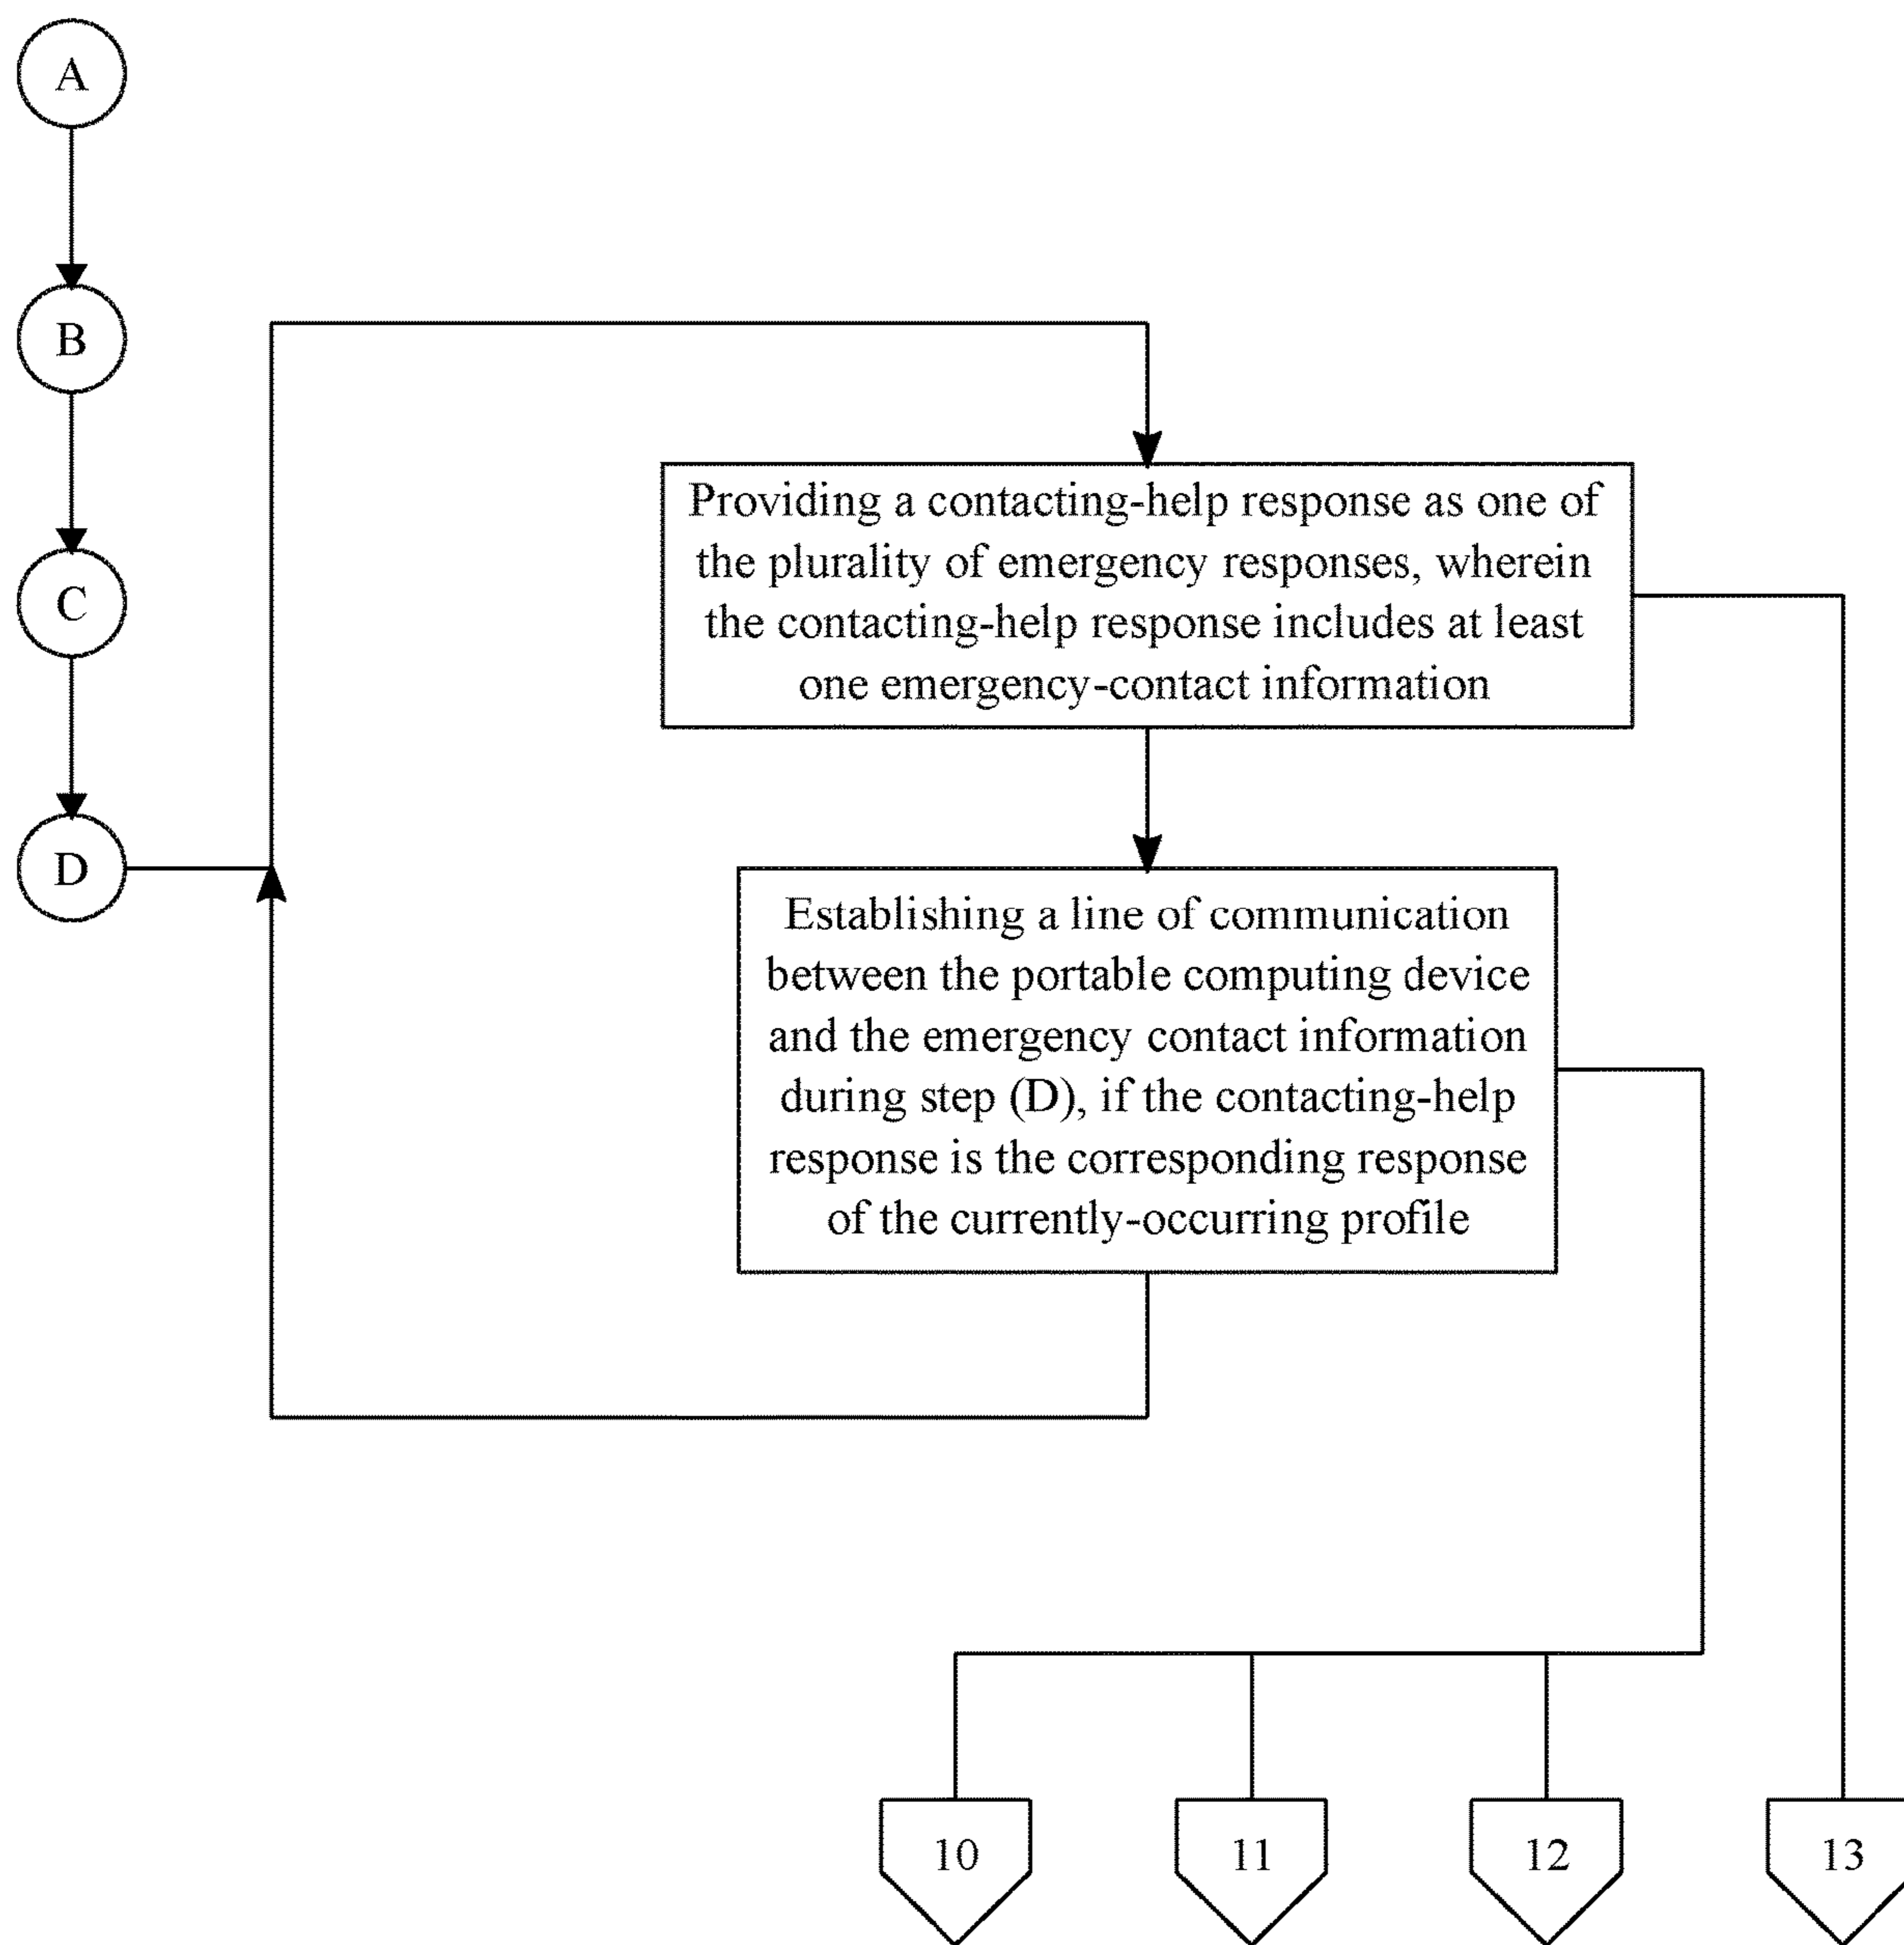 A
B
C
D
Providing a contacting-help response as one of
the plurality of emergency responses, wherein
the contacting-help response includes at least
one emergency-contact information
Establishing a line of communication
between the portable computing device
and the emergency contact information
during step (D), if the contacting-help
response is the corresponding response
of the currently-occurring profile
10
11
12
13